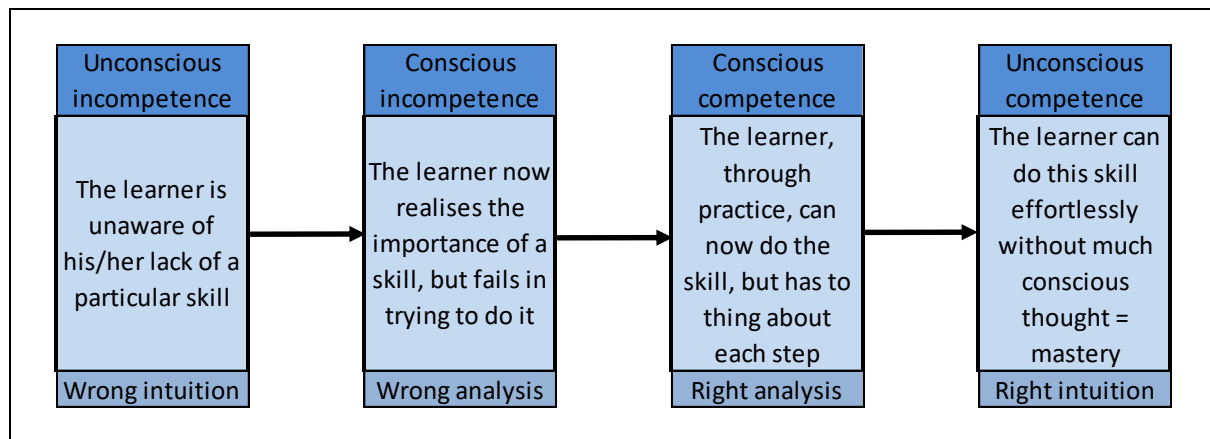 Unconscious
incompetence
The learner is
unaware of
his/her lack of a
particular skill
Wrong intuition
Conscious
incompetence
The learner now
realises the
importance of a
skill, but fails in
trying to do it
Wrong analysis
Conscious
competence
The learner,
through
practice, can
now do the
skill, but has to
thing about
each step
Right analysis
Unconscious
competence
The learner can
do this skill
effortlessly
without much
conscious
thought =
mastery
Right intuition